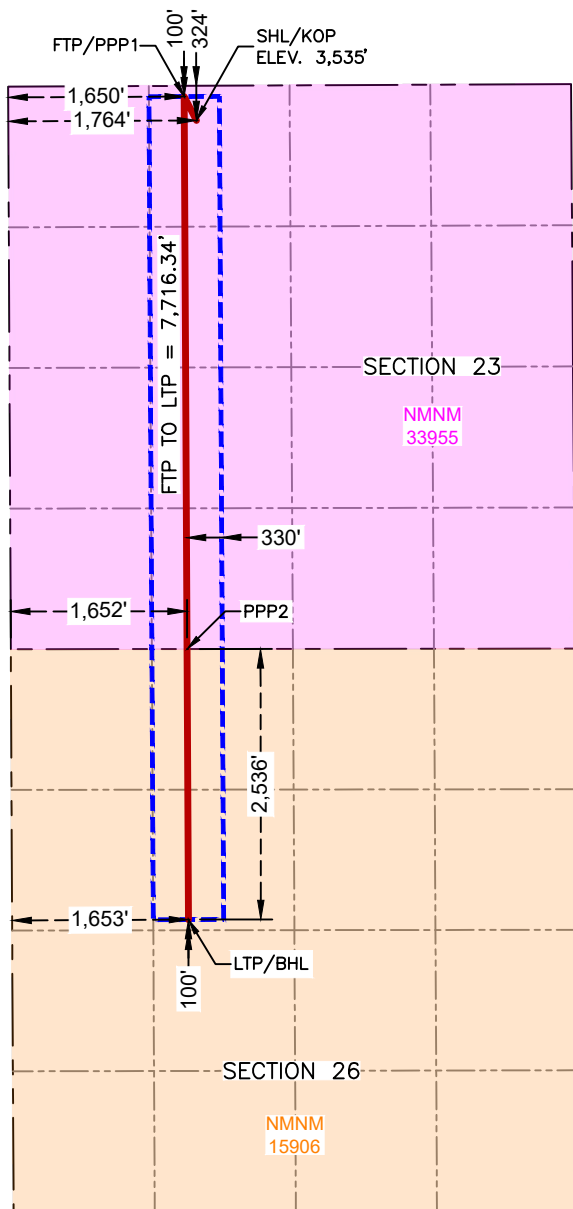 100'
324'
FTP/PPP1
SHL/KOP
ELEV. 3,535'
1,650'
1,764'
FTP TO LTP = 7,716.34'
SECTION 23
NMNM
33955
330'
1,652'
PPP2
2,536'
1,653'
LTP/BHL
100'
SECTION 26
NMNM
15906